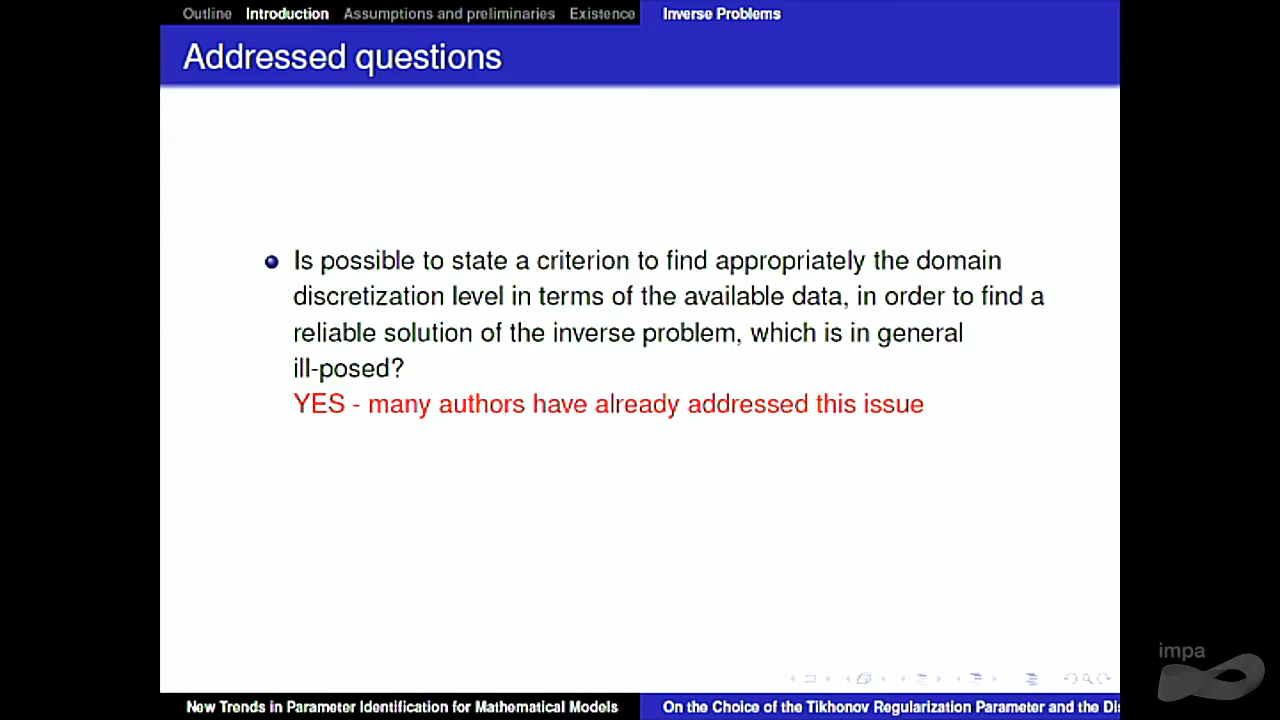 Outline Introduction Assumptions and preliminaries Existence Inverse Problems
Addressed questions
Is possible to state a criterion to find appropriately the domain
discretization level in terms of the available data, in order to find a
reliable solution of the inverse problem, which is in general
ill-posed?
YES - many authors have already addressed this issue
impa
New Trends in Parameter Identification for Mathematical Models On the Choice of the Tikhonov Regularization Parameter and the Dis